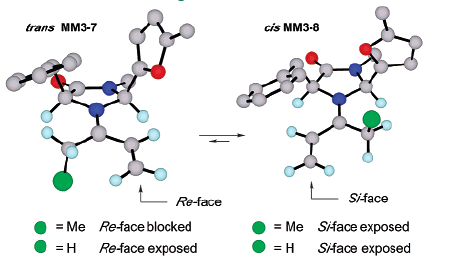 trans MM3-7
cis MM3-8
Re-face
Si-face
= Me Re-face blocked
= H Re-face exposed
= Me Si-face exposed
= H Si-face exposed